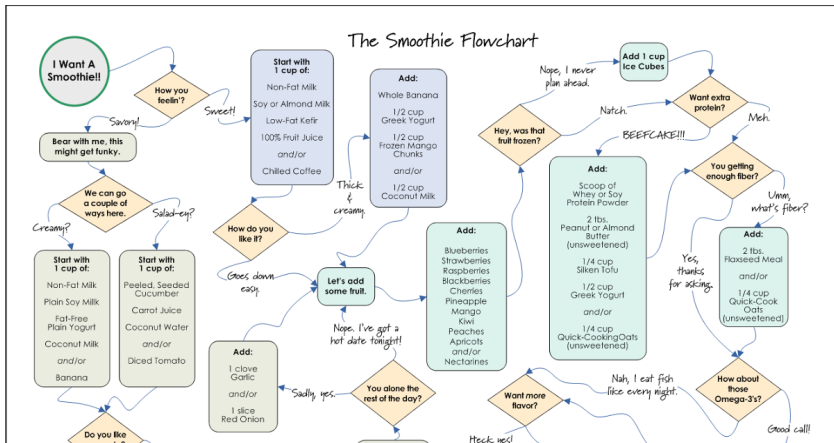 The Smoothie Flowchart
I Want A
Smoothie!!
How you
feelin'?
Savory!
Sweet!
Bear with me, this
might get funky.
We can go
a couple of
ways here.
Creamy?
Salad-ey?
Start with
1 cup of:
Non-Fat Milk
Plain Soy Milk
Fat-Free
Plain Yogurt
Coconut Milk
and/or
Banana
Start with
1 cup of:
Peeled, Seeded
Cucumber
Carrot Juice
Coconut Water
and/or
Diced Tomato
Do you like
Start with
1 cup of:
Non-Fat Milk
Soy or Almond Milk
Low-Fat Kefir
100% Fruit Juice
and/or
Chilled Coffee
How do you
like it?
Thick
&
creamy.
Goes down
easy.
Add:
Whole Banana
1/2 cup
Greek Yogurt
1/2 cup
Frozen Mango
Chunks
and/or
1/2 cup
Coconut Milk
Let's add
some fruit.
Nope. I've got a
hot date tonight!
Add:
1 clove
Garlic
and/or
1 slice
Red Onion
Sadly, yes.
You alone the
rest of the day?
Add:
Blueberries
Strawberries
Raspberries
Blackberries
Cherries
Pineapple
Mango
Kiwi
Peaches
Apricots
and/or
Nectarines
Hey, was that
fruit frozen?
Nope, I never
plan ahead.
Natch.
Add 1 cup
Ice Cubes
Want extra
protein?
BEEFCAKE!!!
Meh.
Add:
Scoop of
Whey or Soy
Protein Powder
2 tbs.
Peanut or Almond
Butter
(unsweetened)
1/4 cup
Silken Tofu
1/2 cup
Greek Yogurt
and/or
1/4 cup
Quick-CookingOats
(unsweetened)
You getting
enough fiber?
Umm,
what's fiber?
Yes,
thanks
for asking.
Add:
2 tbs.
Flaxseed Meal
and/or
1/4 cup
Quick-Cook
Oats
(unsweetened)
How about
those
Omega-3's?
Nah, I eat fish
like every night.
Good call!
Want more
flavor?
Heck yes!